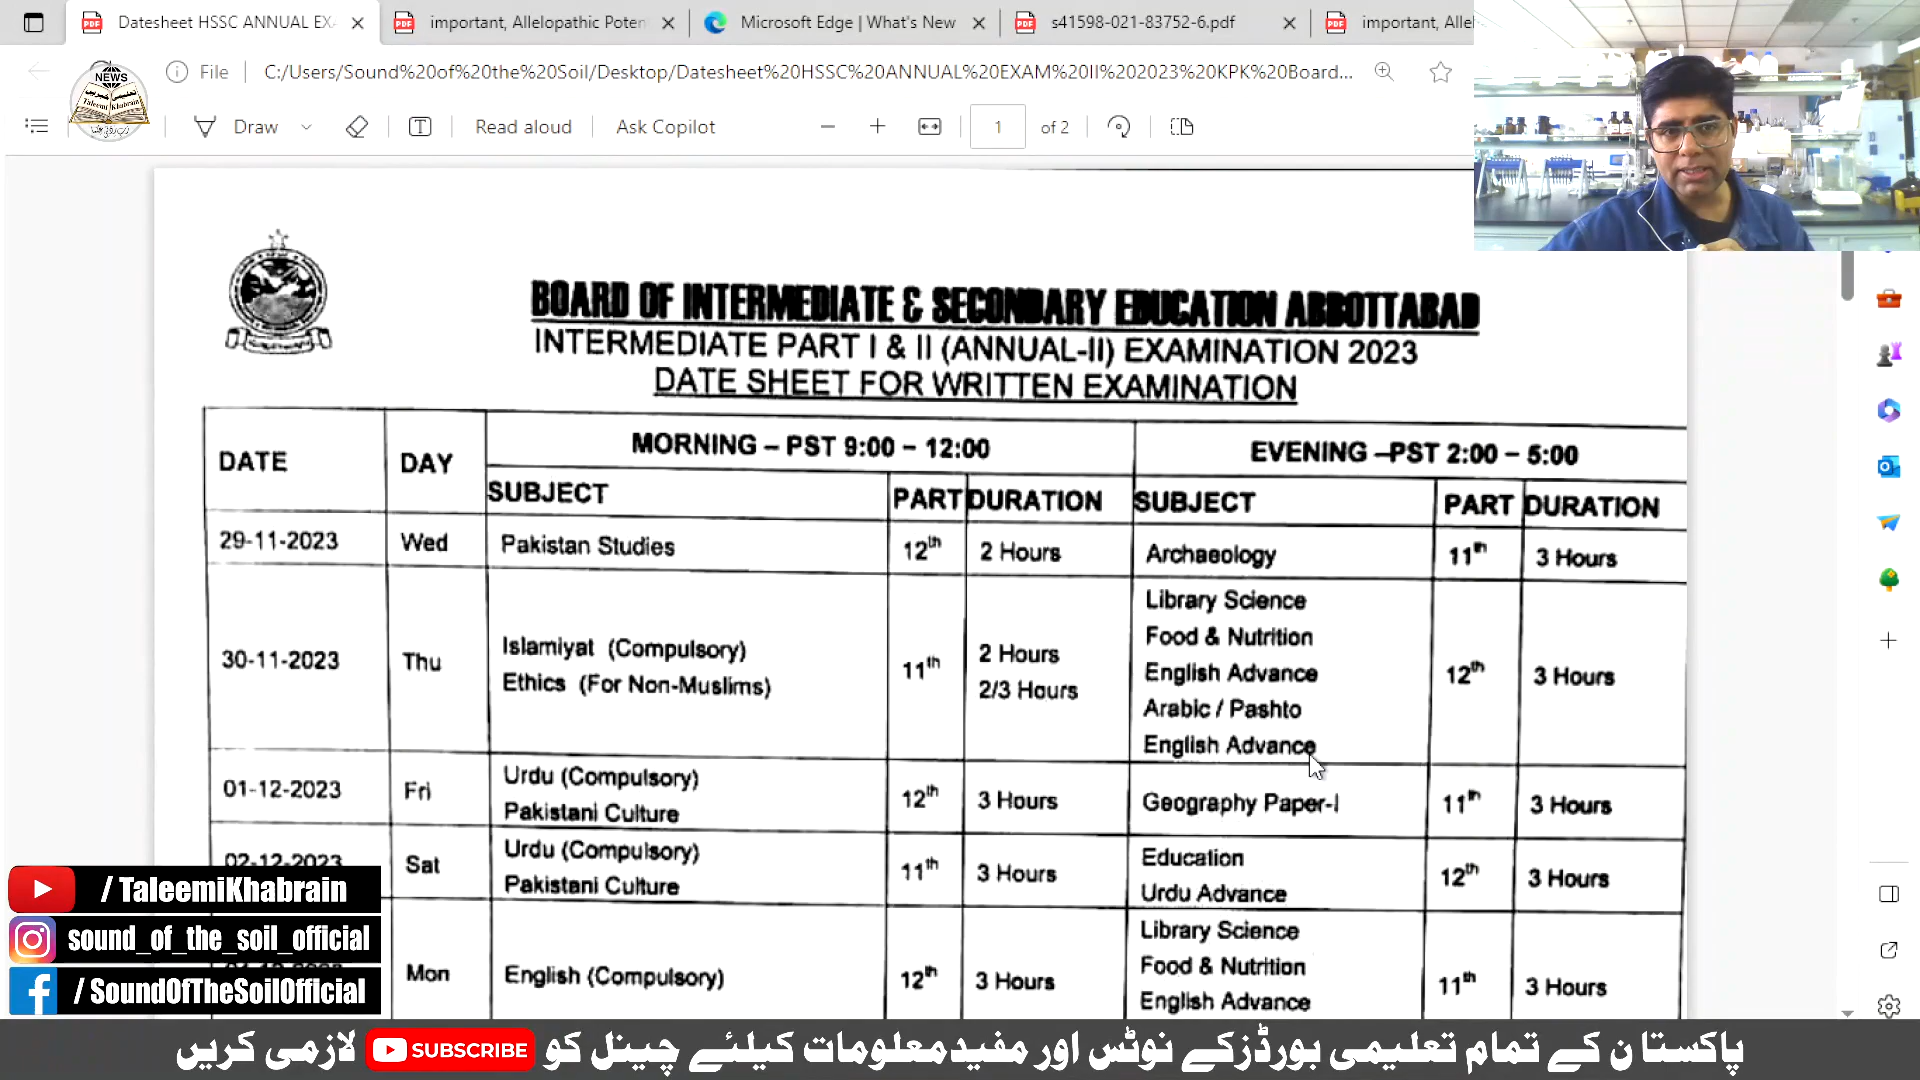 Datesheet HSSC ANNUAL EX
important, Allelopathic Poten
Microsoft Edge | What's New
s41598-021-83752-6.pdf
important, Alle
File
C:/Users/Sound%20of%20the%20Soil/Desktop/Datesheet%20HSSC%20ANNUAL%20EXAM%20II%202023%20KPK%20Board...
NEWS
Taleemi Khabrain
Draw
Read aloud
Ask Copilot
1
of 2
BOARD OF INTERMEDIATE & SECONDARY EDUCATION ABBOTTABAD
INTERMEDIATE PART I & II (ANNUAL-II) EXAMINATION 2023
DATE SHEET FOR WRITTEN EXAMINATION
DATE
DAY
MORNING – PST 9:00 – 12:00
EVENING –PST 2:00 – 5:00
SUBJECT
PART
DURATION
SUBJECT
PART
DURATION
29-11-2023
Wed
Pakistan Studies
12th
2 Hours
Archaeology
11th
3 Hours
30-11-2023
Thu
Islamiyat (Compulsory)
Ethics (For Non-Muslims)
11th
2 Hours
2/3 Hours
Library Science
Food & Nutrition
English Advance
Arabic / Pashto
English Advance
12th
3 Hours
01-12-2023
Fri
Urdu (Compulsory)
Pakistani Culture
12th
3 Hours
Geography Paper-I
11th
3 Hours
02-12-2023
Sat
Urdu (Compulsory)
Pakistani Culture
11th
3 Hours
Education
Urdu Advance
12th
3 Hours
Mon
English (Compulsory)
12th
3 Hours
Library Science
Food & Nutrition
English Advance
11th
3 Hours
/ TaleemiKhabrain
sound_of_the_soil_official
/ SoundOfTheSoilOfficial
پاکستان کے تمام تعلیمی بورڈزکے نوٹس اور مفیدمعلومات کیلئے چینل کو SUBSCRIBE لازمی کریں